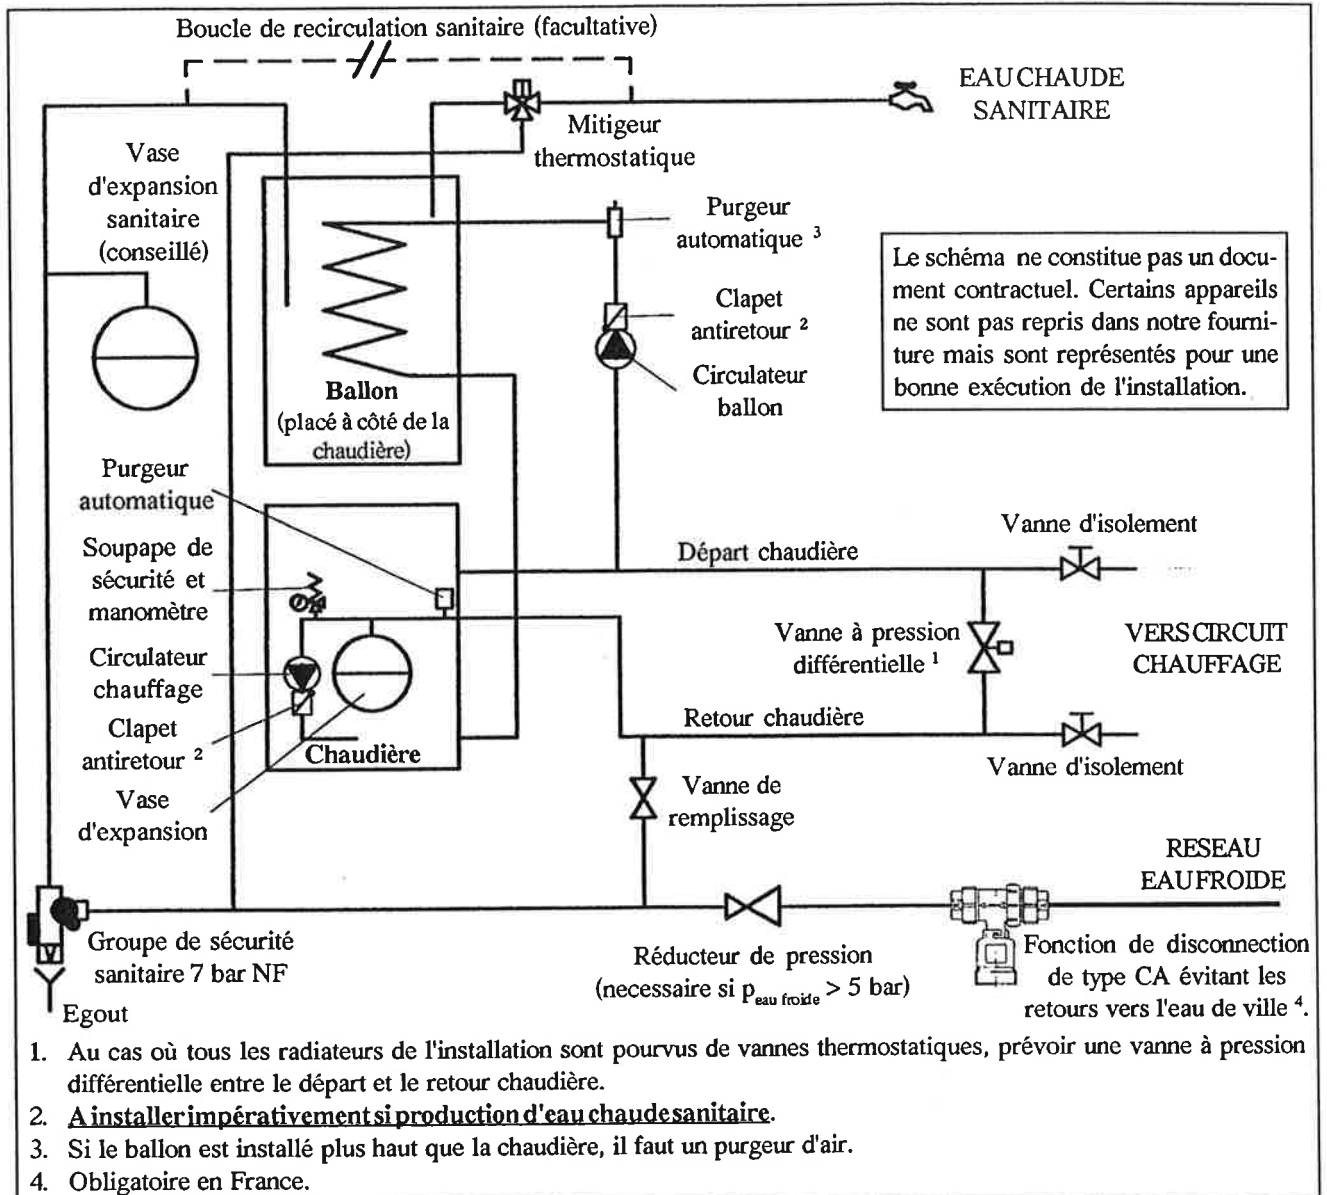 Boucle de recirculation sanitaire (facultative)
EAU CHAUDE
SANITAIRE
Mitigeur
thermostatique
Vase
d'expansion
sanitaire
(conseillé)
Purgeur
automatique 3
Le schéma ne constitue pas un docu-
ment contractuel. Certains appareils
ne sont pas repris dans notre fourni-
ture mais sont représentés pour une
bonne exécution de l'installation.
Clapet
antiretour 2
Circulateur
ballon
Ballon
(placé à côté de la
chaudière)
Purgeur
automatique
Soupape de
sécurité et
manomètre
Circulateur
chauffage
Clapet
antiretour 2
Vase
d'expansion
Chaudière
Départ chaudière
Vanne d'isolement
Vanne à pression
différentielle 1
VERS CIRCUIT
CHAUFFAGE
Retour chaudière
Vanne d'isolement
Vanne de
remplissage
RESEAU
EAU FROIDE
Groupe de sécurité
sanitaire 7 bar NF
Egout
Réducteur de pression
(necessaire si p eau froide > 5 bar)
Fonction de disconnection
de type CA évitant les
retours vers l'eau de ville 4.
1. Au cas où tous les radiateurs de l'installation sont pourvus de vannes thermostatiques, prévoir une vanne à pression
différentielle entre le départ et le retour chaudière.
2. A installer impérativement si production d'eau chaude sanitaire.
3. Si le ballon est installé plus haut que la chaudière, il faut un purgeur d'air.
4. Obligatoire en France.